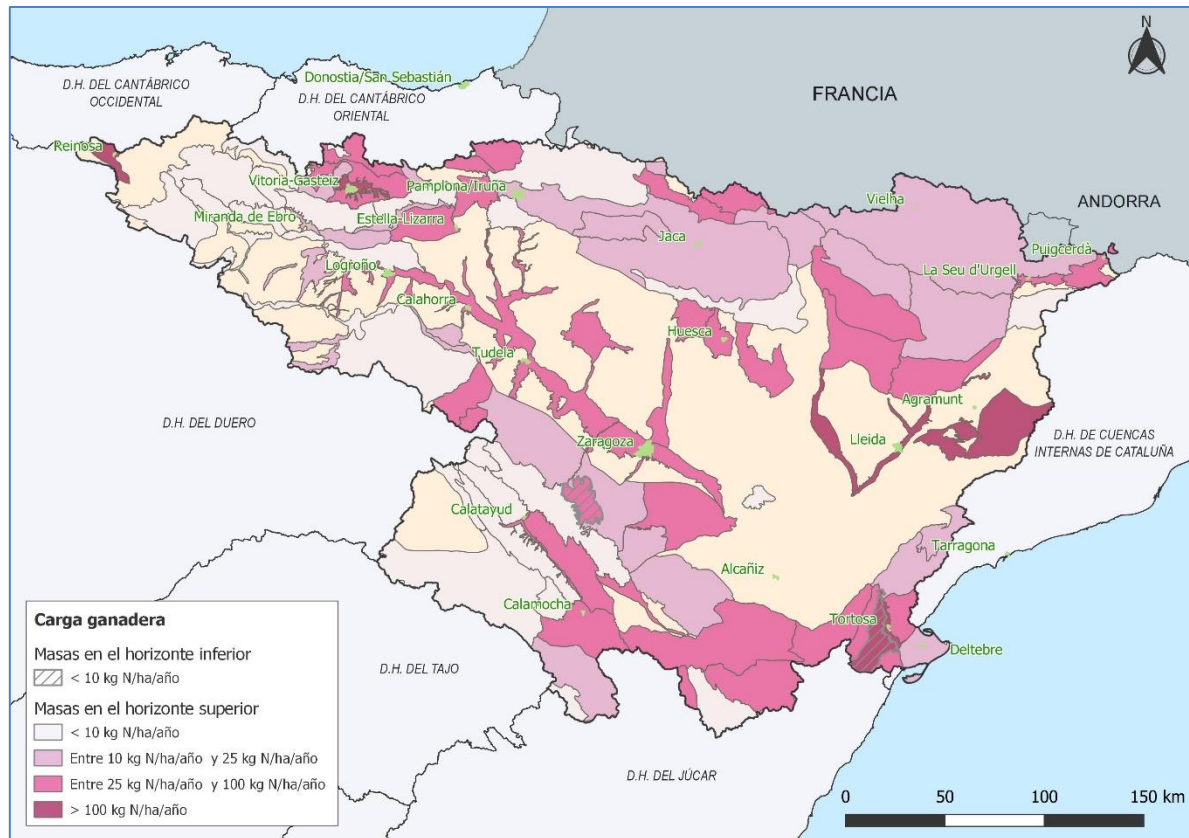 N
Donostia/San Sebastián
D.H. DEL CANTÁBRICO
OCCIDENTAL
D.H. DEL CANTÁBRICO
ORIENTAL
FRANCIA
Reinosa
Vitoria-Gasteiz
Pamplona/Iruña
Vielha
ANDORRA
Miranda de Ebro
Estella-Lizarra
Jaca
Puigcerdà
La Seu d'Urgell
Logroño
Calahorra
Huesca
Tudela
Agramunt
D.H. DEL DUERO
Zaragoza
Lleida
D.H. DE CUENCAS
INTERNAS DE CATALUÑA
Calatayud
Tarragona
Alcañiz
Calamocha
Tortosa
Deltebre
D.H. DEL TAJO
D.H. DEL JÚCAR
Carga ganadera
Masas en el horizonte inferior
< 10 kg N/ha/año
Masas en el horizonte superior
< 10 kg N/ha/año
Entre 10 kg N/ha/año y 25 kg N/ha/año
Entre 25 kg N/ha/año y 100 kg N/ha/año
> 100 kg N/ha/año
0 50 100 150 km